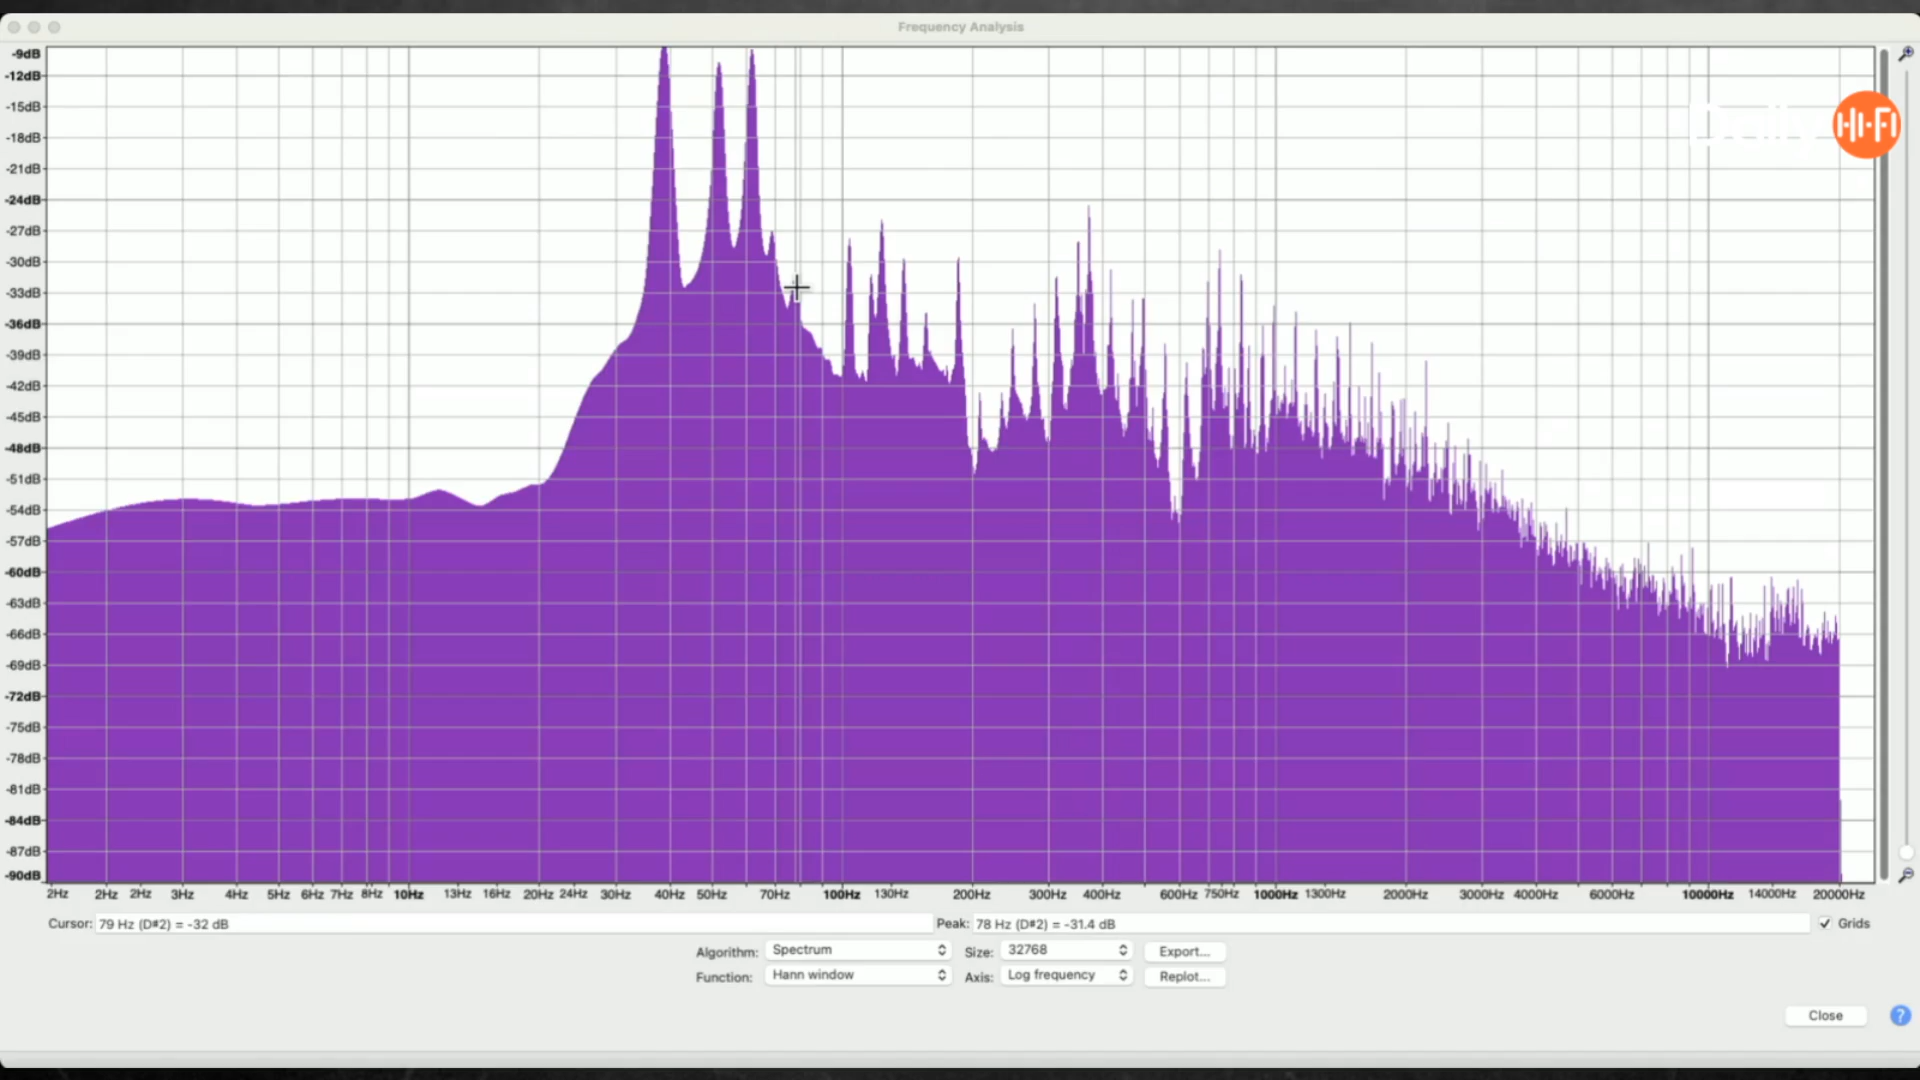 Frequency Analysis
-9dB
-12dB
-15dB
-18dB
-21dB
-24dB
-27dB
-30dB
-33dB
-36dB
-39dB
-42dB
-45dB
-48dB
-51dB
-54dB
-57dB
-60dB
-63dB
-66dB
-69dB
-72dB
-75dB
-78dB
-81dB
-84dB
-87dB
-90dB
HI-FI
2Hz 2Hz 2Hz 3Hz 4Hz 5Hz 6Hz 7Hz 8Hz 10Hz 13Hz 16Hz 20Hz 24Hz 30Hz 40Hz 50Hz 70Hz 100Hz 130Hz 200Hz 300Hz 400Hz 600Hz 750Hz 1000Hz 1300Hz 2000Hz 3000Hz 4000Hz 6000Hz 10000Hz 14000Hz 20000Hz
Cursor: 79 Hz (D#2) = -32 dB Peak: 78 Hz (D#2) = -31.4 dB Grids
Algorithm: Spectrum Size: 32768 Export...
Function: Hann window Axis: Log frequency Replot...
Close ?